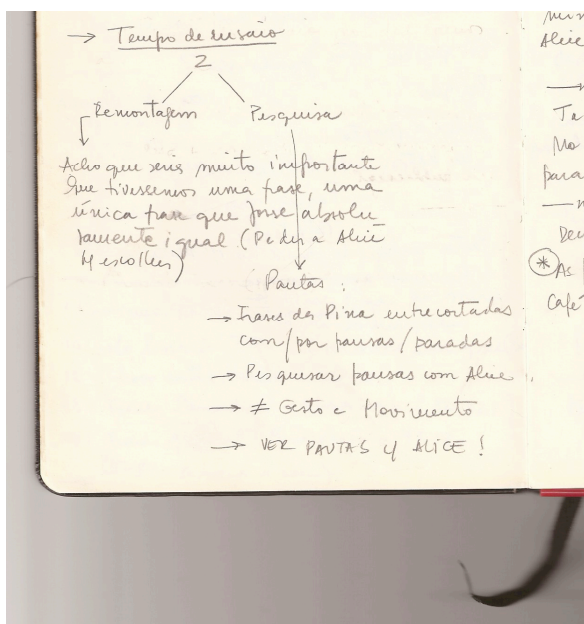 → Tempo de ensaio
2
Remontagem Pesquisa
Acho que seria muito importante
que tivessemos uma frase, uma
única frase que fosse absolu
tamente igual (Pedir a Alice
p/ escolher)
Pautas :
→ Frases da Pina entrecortadas
com/por pausas/paradas
→ Pesquisar pausas com Alice
→ ≠ Gesto e Movimento
→ VER PAUTAS c/ ALICE !
Alice
→
Ta
Mo
para
* As
Café